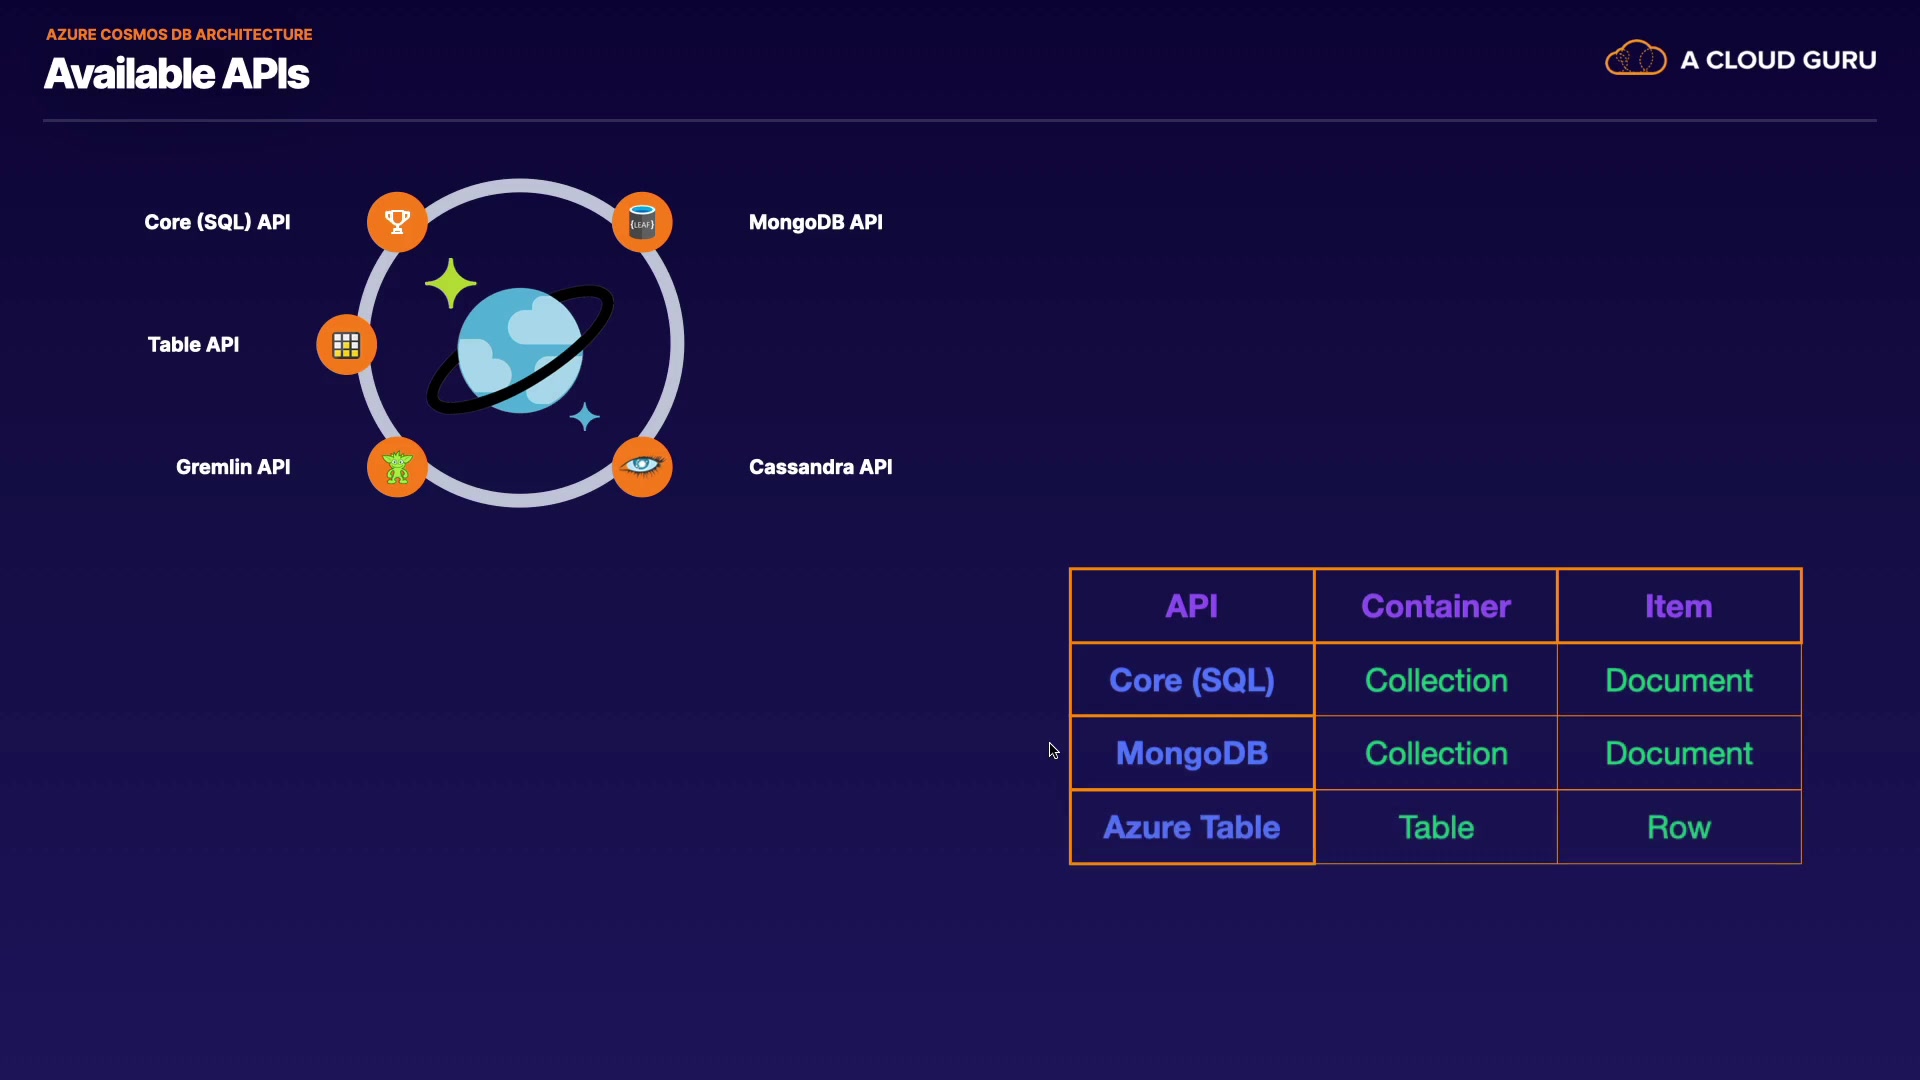 AZURE COSMOS DB ARCHITECTURE
Available APIs
A CLOUD GURU
Core (SQL) API
MongoDB API
{LEAF}
Table API
Gremlin API
Cassandra API
API Container Item
Core (SQL) Collection Document
MongoDB Collection Document
Azure Table Table Row